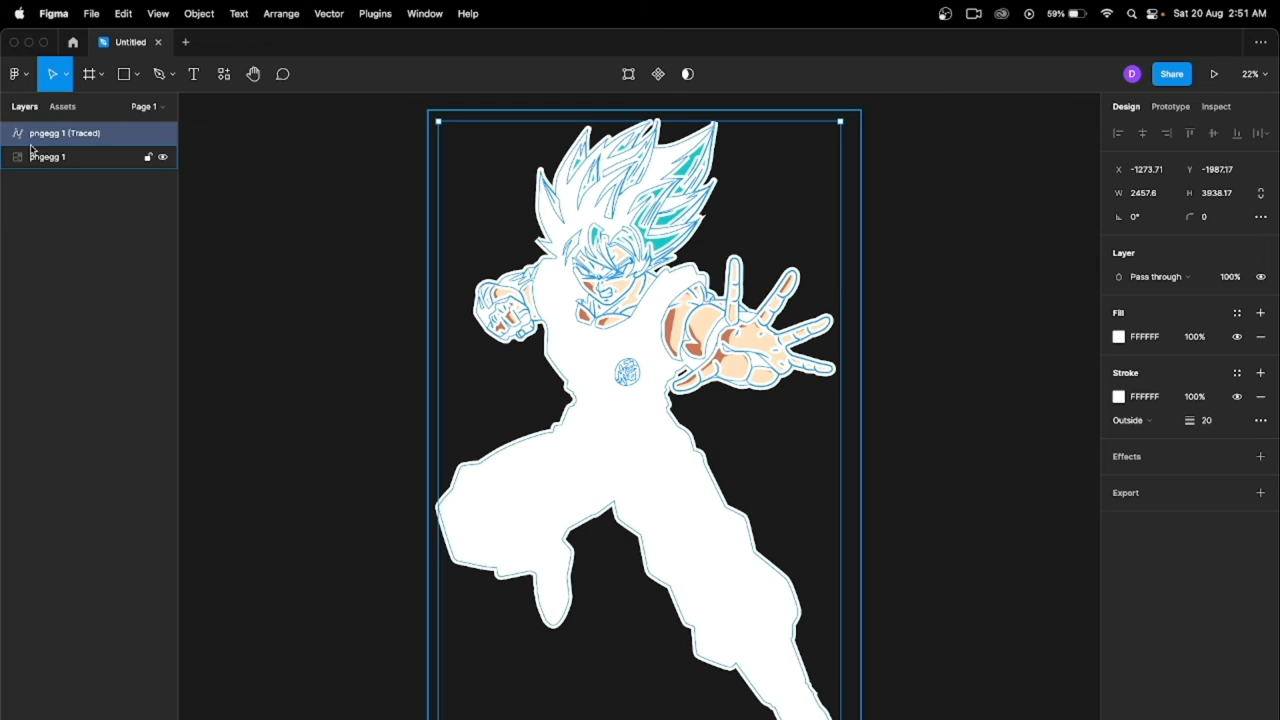 Figma File Edit View Object Text Arrange Vector Plugins Window Help 59% Sat 20 Aug 2:51 AM
Untitled
D Share 22%
Layers Assets Page 1 Design Prototype Inspect
pngegg 1 (Traced)
pngegg 1
X -1273.71 Y -1987.17
W 2457.6 H 3938.17
0° 0
Layer
Pass through 100%
Fill
FFFFFF 100%
Stroke
FFFFFF 100%
Outside 20
Effects
Export